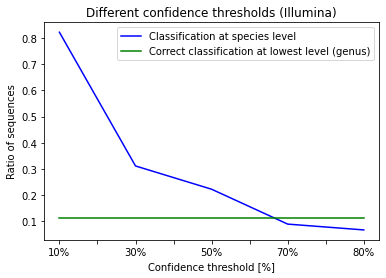 Different confidence thresholds (Illumina)
Classification at species level
Correct classification at lowest level (genus)
Ratio of sequences
0.8
0.7
0.6
0.5
0.4
0.3
0.2
0.1
10%
30%
50%
70%
80%
Confidence threshold [%]